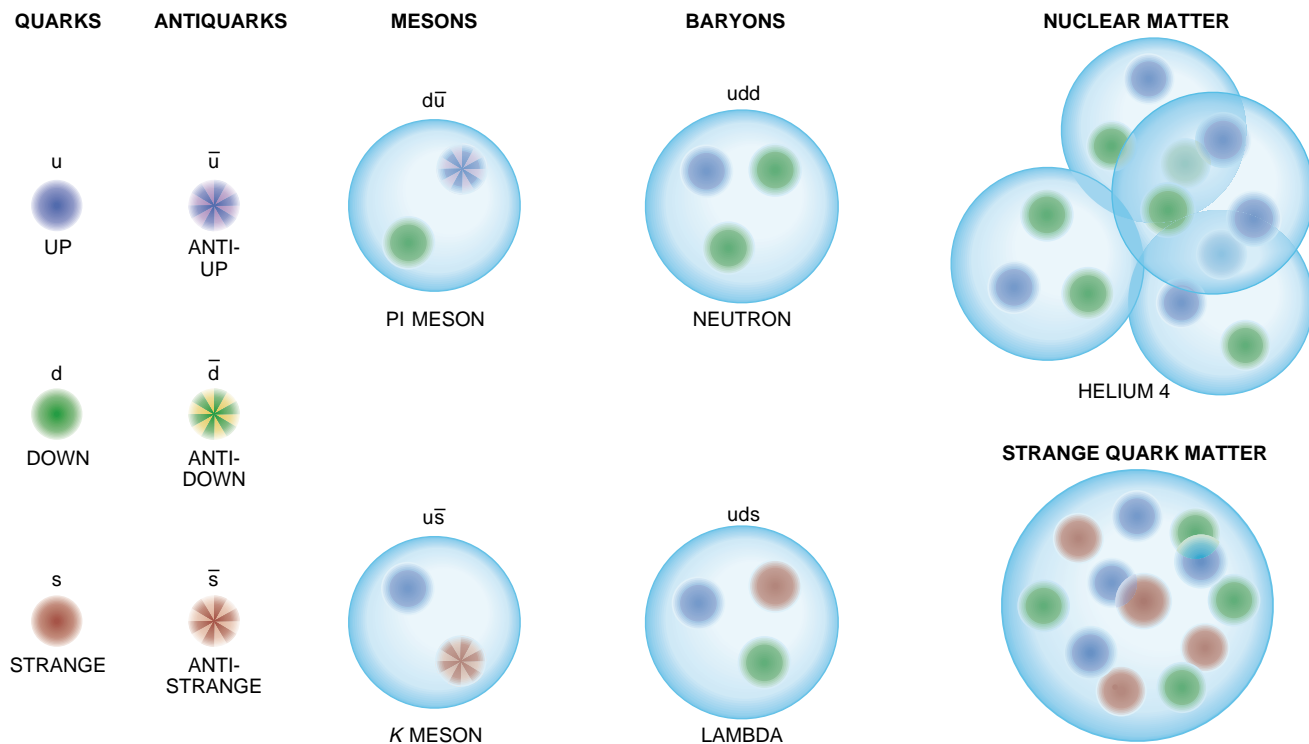 QUARKS
ANTIQUARKS
MESONS
BARYONS
NUCLEAR MATTER
u
UP
u̅
ANTI-
UP
du̅
PI MESON
udd
NEUTRON
HELIUM 4
d
DOWN
d̅
ANTI-
DOWN
STRANGE QUARK MATTER
s
STRANGE
s̅
ANTI-
STRANGE
us̅
K MESON
uds
LAMBDA